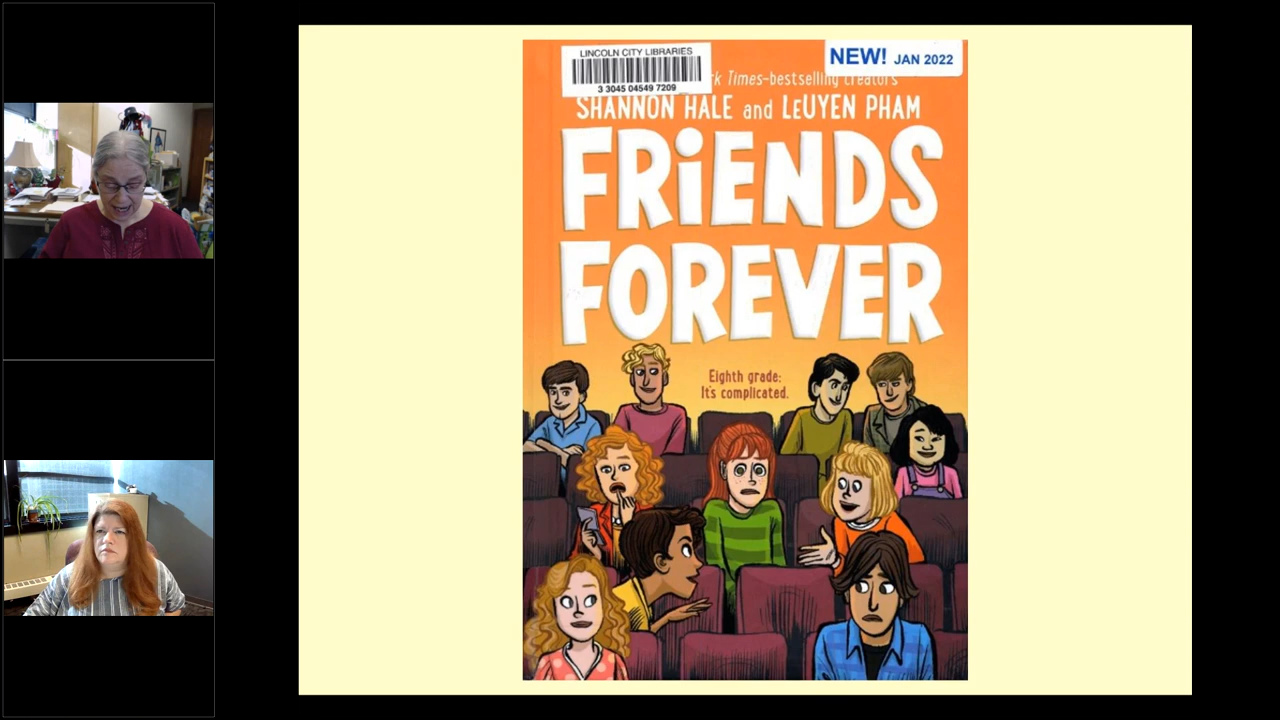 LINCOLN CITY LIBRARIES
3 3045 04549 7209
NEW! JAN 2022
Times-bestselling creators
SHANNON HALE and LEUYEN PHAM
FRiENDS
FOREVER
Eighth grade:
It's complicated.